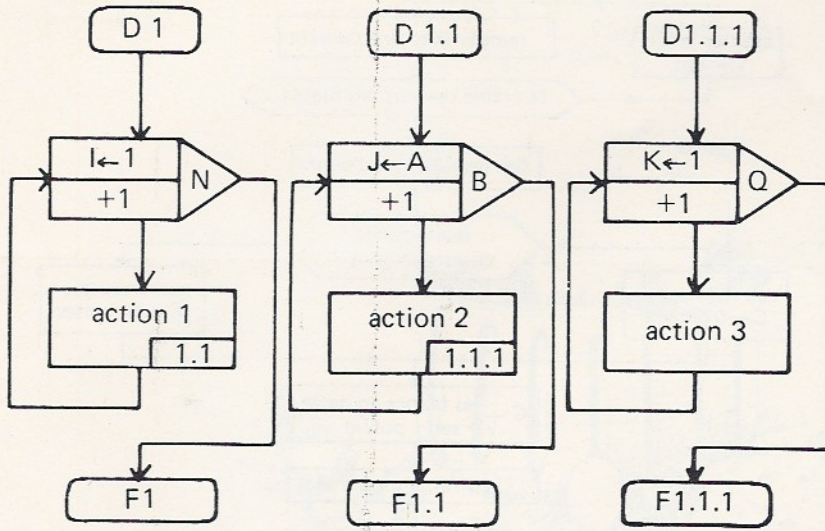 D 1
I←1
N
+1
action 1
1.1
F1
D 1.1
J←A
B
+1
action 2
1.1.1
F1.1
D1.1.1
K←1
Q
+1
action 3
F1.1.1